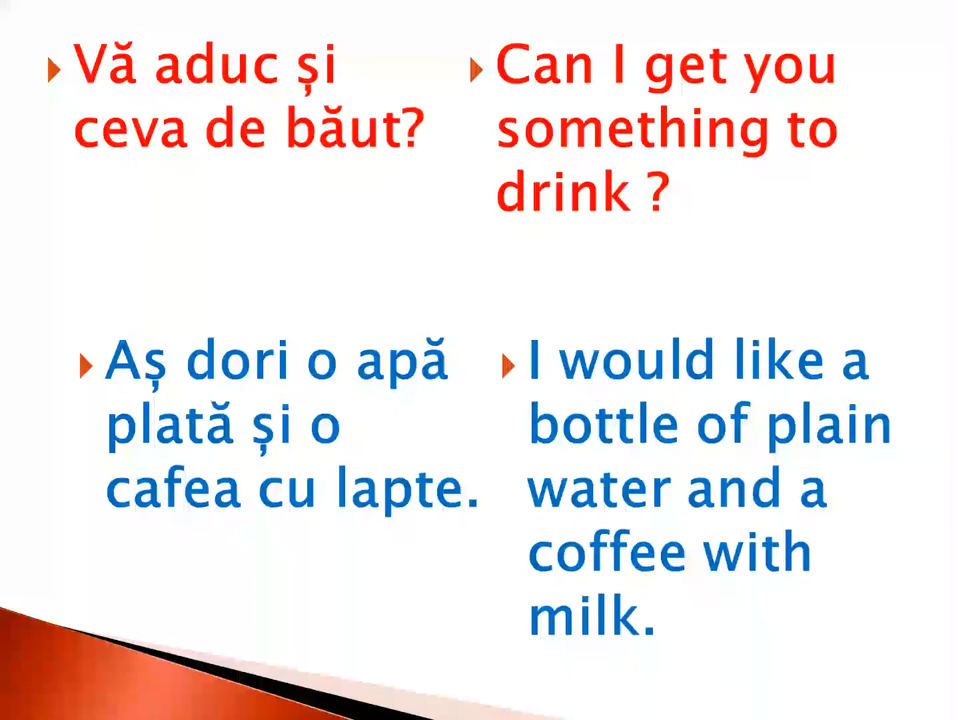 Vă aduc și
ceva de băut?
Can I get you
something to
drink ?
Aș dori o apă
plată și o
cafea cu lapte.
I would like a
bottle of plain
water and a
coffee with
milk.